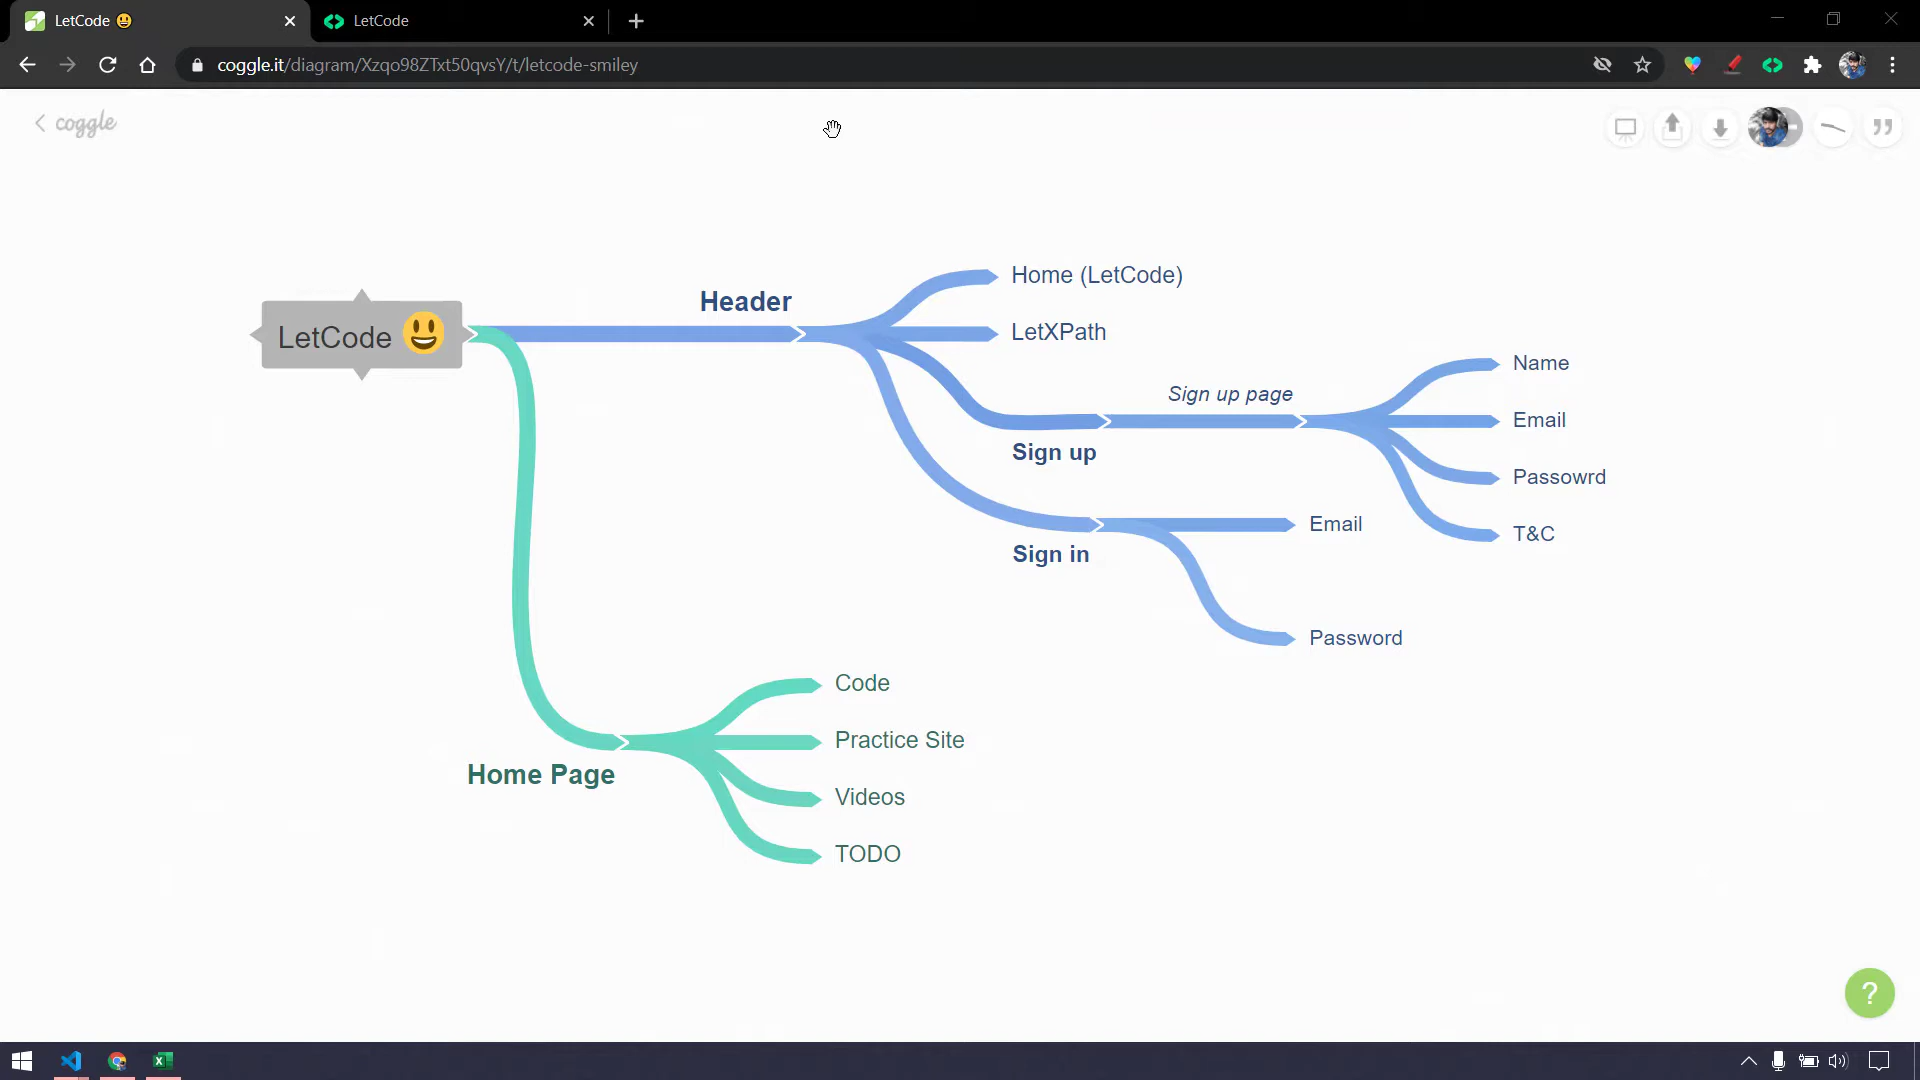 LetCode 😃
LetCode
coggle.it/diagram/Xzqo98ZTxt50qvsY/t/letcode-smiley
coggle
LetCode 😃
Header
Home (LetCode)
LetXPath
Sign up
Sign up page
Name
Email
Passowrd
T&C
Sign in
Email
Password
Home Page
Code
Practice Site
Videos
TODO
?